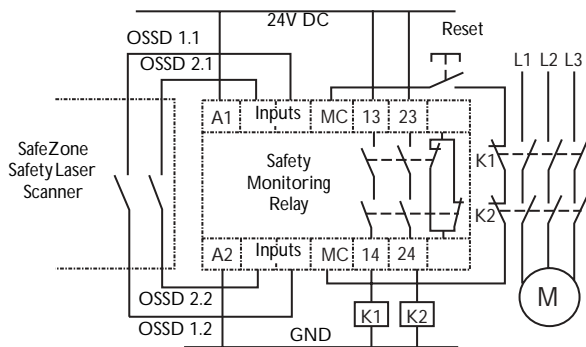 24V DC
OSSD 1.1
OSSD 2.1
Reset
L1 L2 L3
A1 Inputs MC 13 23
SafeZone
Safety Laser
Scanner
Safety
Monitoring
Relay
K1
K2
A2 Inputs MC 14 24
OSSD 2.2
OSSD 1.2
K1 K2
M
GND